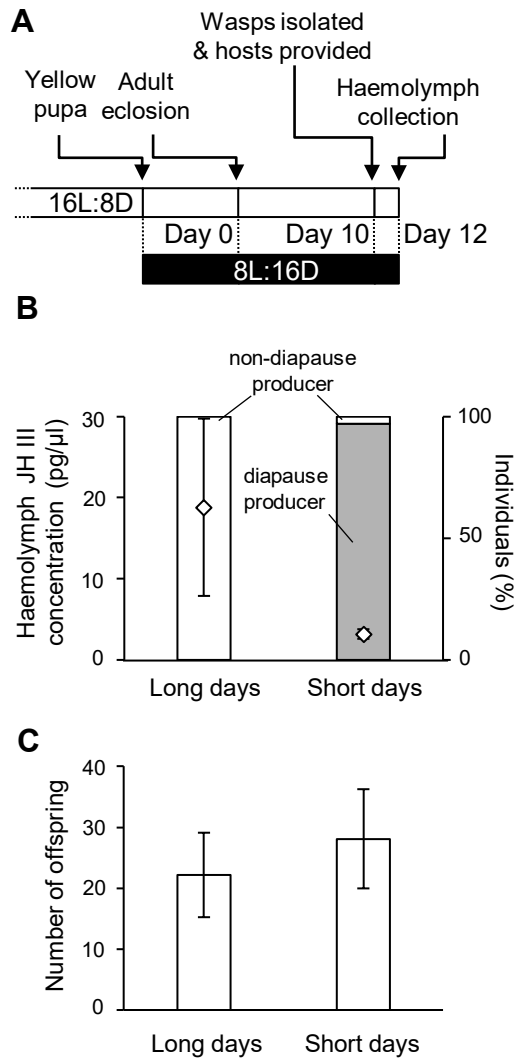 A
Wasps isolated
& hosts provided
Yellow
pupa
Adult
eclosion
Haemolymph
collection
16L:8D
Day 0
Day 10
Day 12
8L:16D
B
non-diapause
producer
diapause
producer
Haemolymph JH III
concentration (pg/µl)
30
20
10
0
100
50
0
Individuals (%)
Long days
Short days
C
Number of offspring
40
30
20
10
0
Long days
Short days